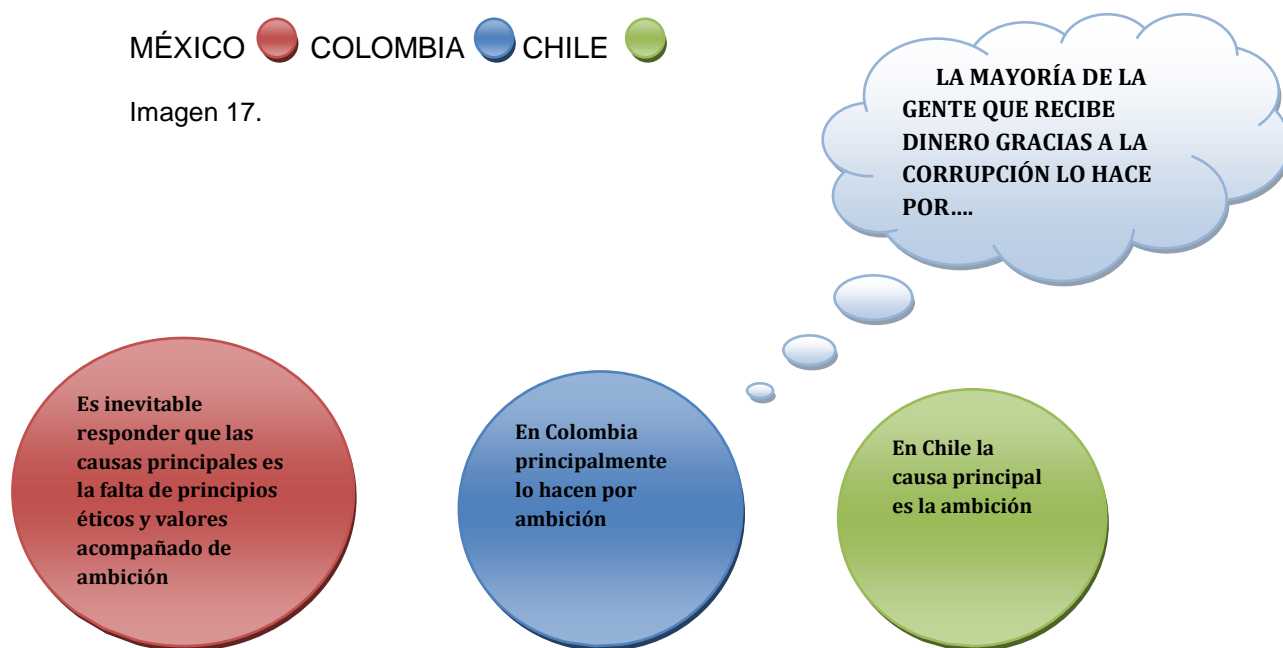 MÉXICO COLOMBIA CHILE
Imagen 17.
LA MAYORÍA DE LA
GENTE QUE RECIBE
DINERO GRACIAS A LA
CORRUPCIÓN LO HACE
POR....
Es inevitable
responder que las
causas principales es
la falta de principios
éticos y valores
acompañado de
ambición
En Colombia
principalmente
lo hacen por
ambición
En Chile la
causa principal
es la ambición